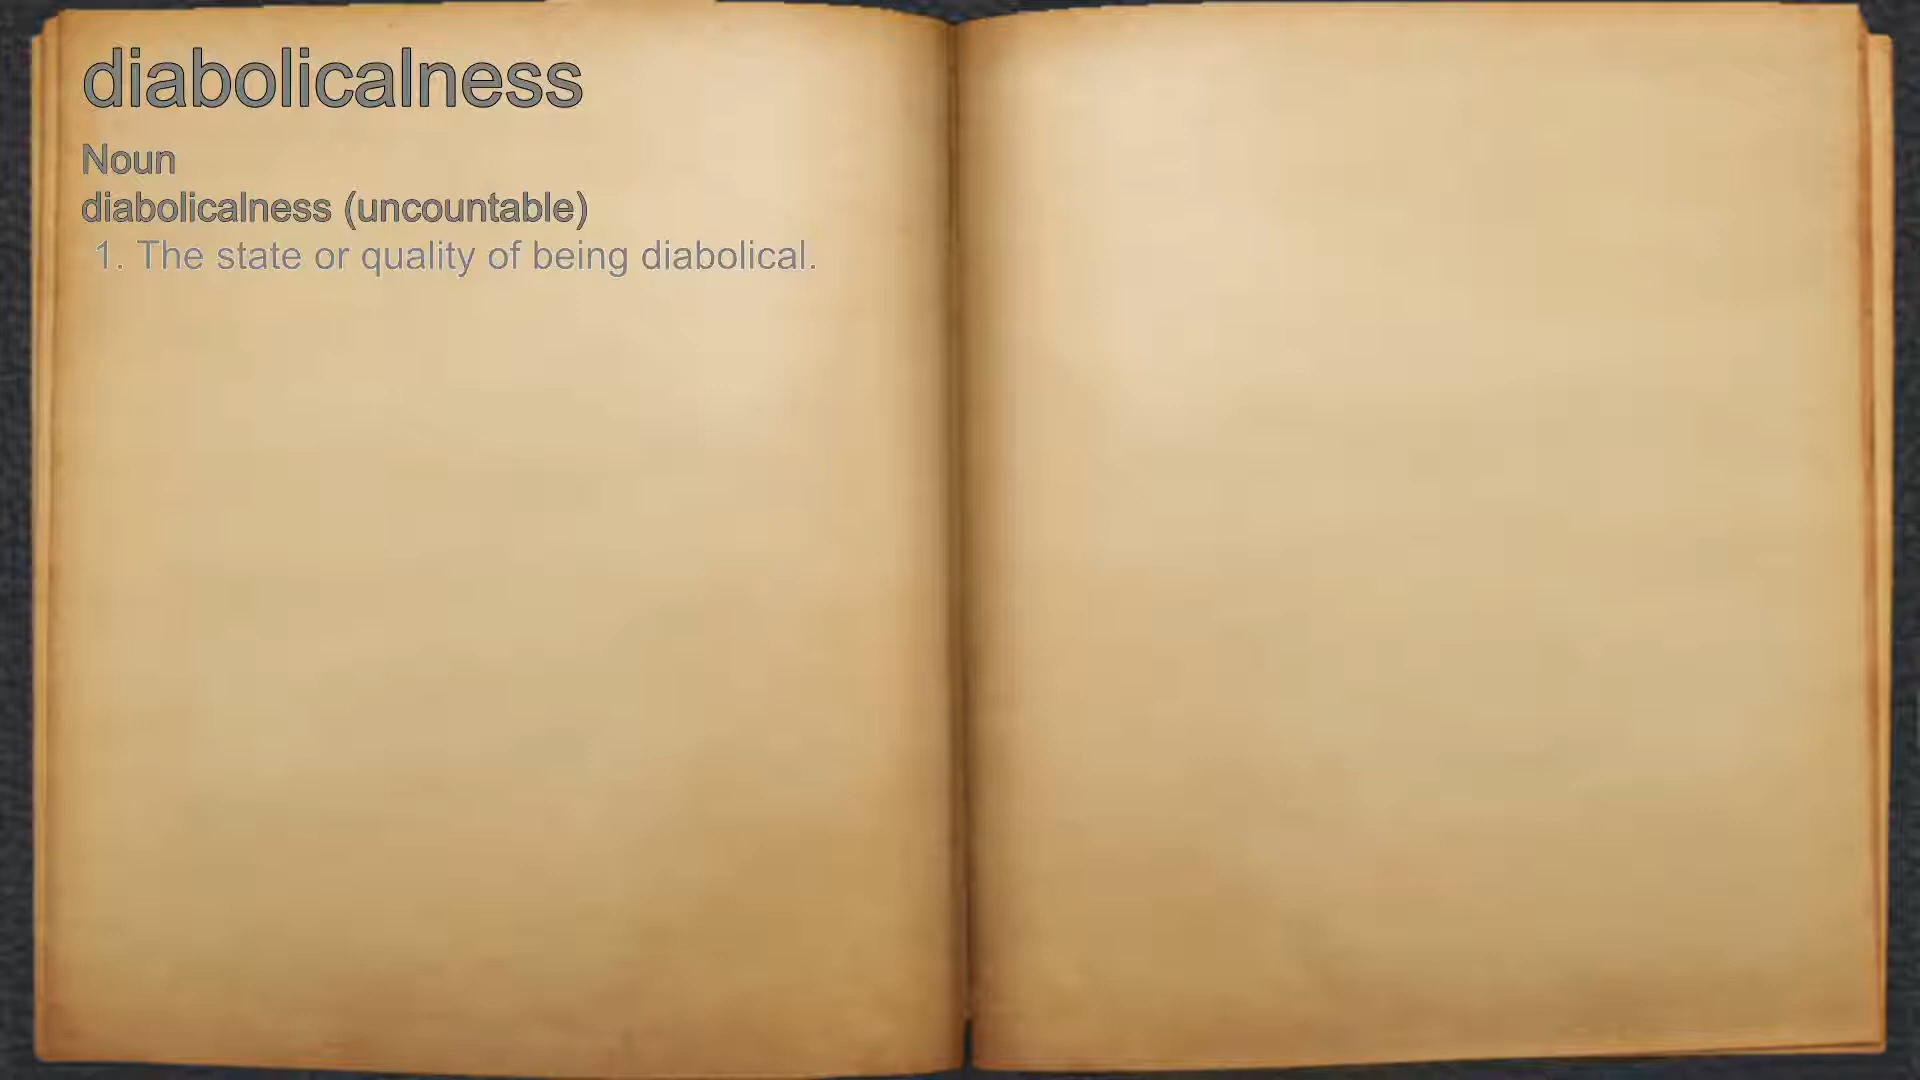 diabolicalness
Noun
diabolicalness (uncountable)
1. The state or quality of being diabolical.